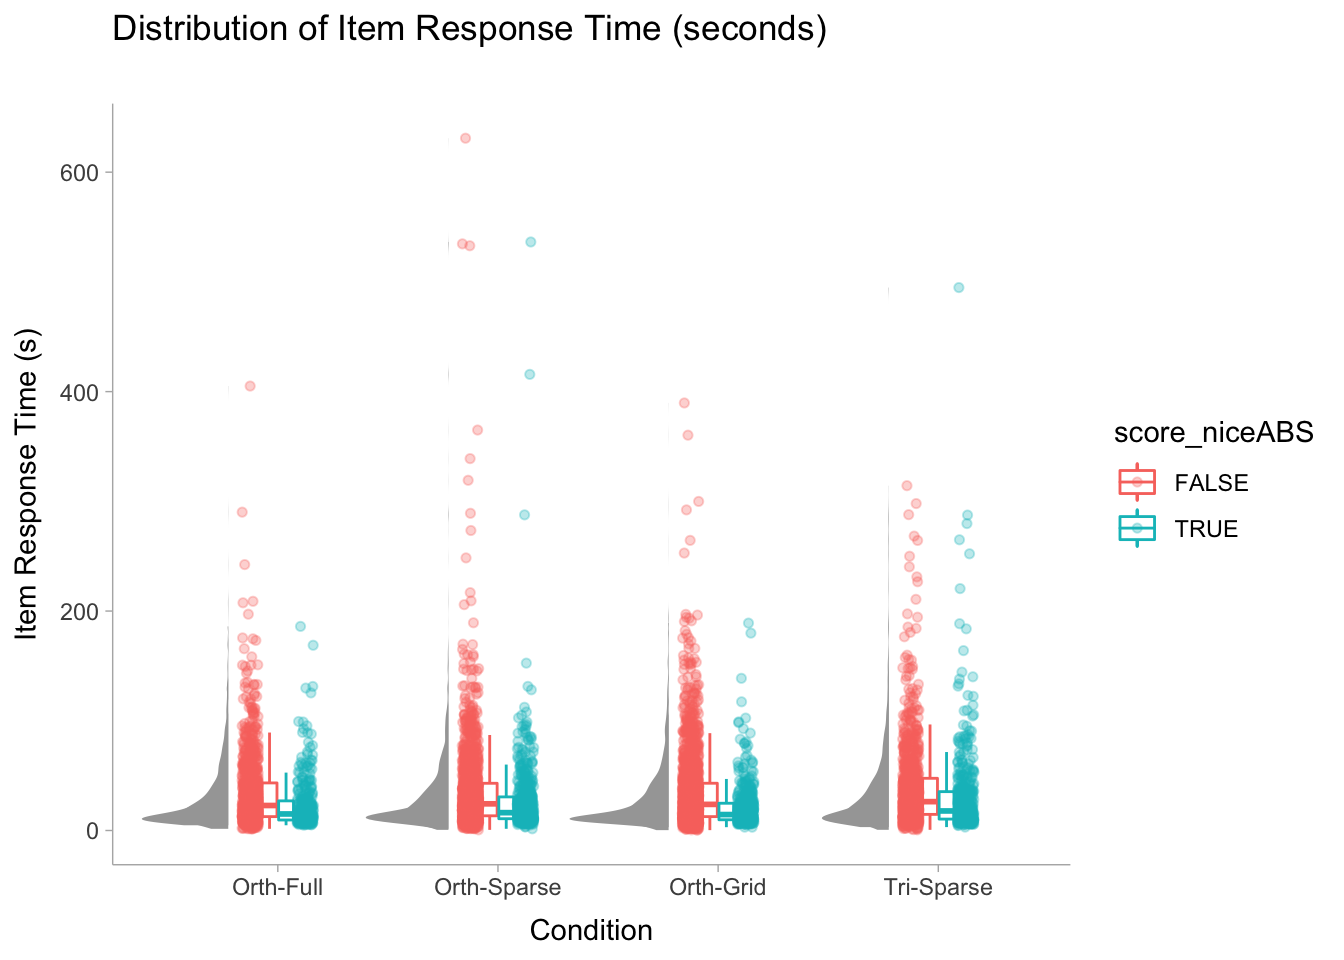 Distribution of Item Response Time (seconds)
600
400
200
0
Item Response Time (s)
Orth-Full
Orth-Sparse
Orth-Grid
Tri-Sparse
Condition
score_niceABS
FALSE
TRUE